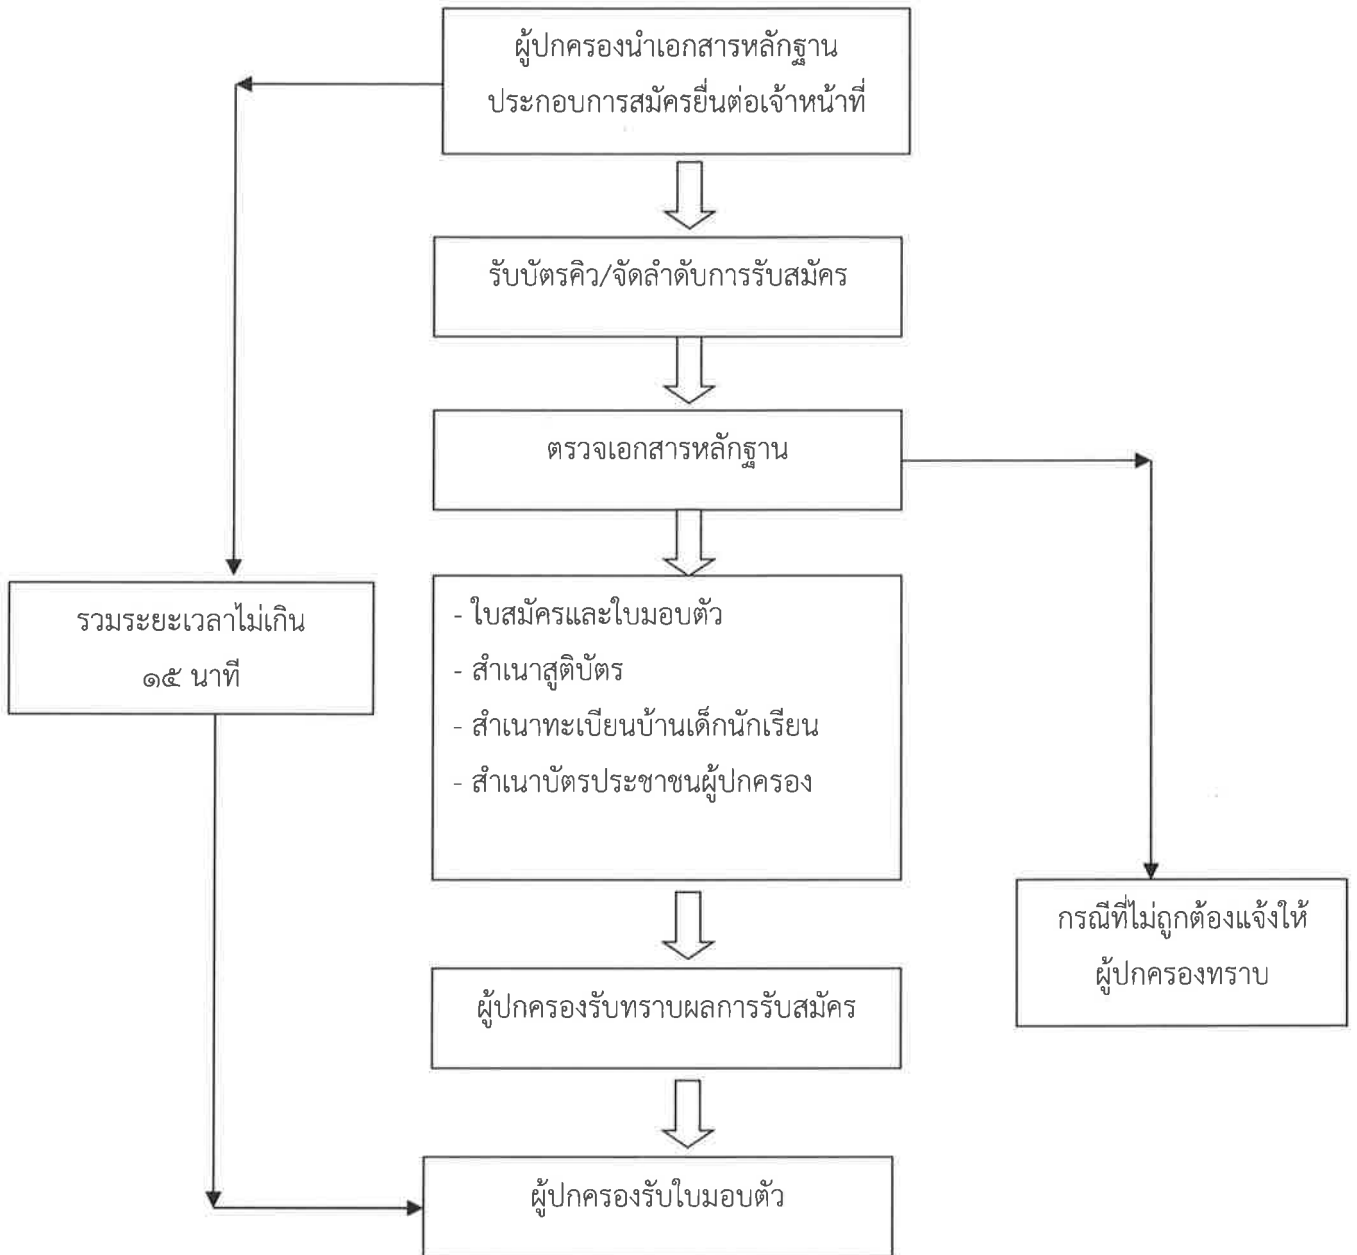 ผู้ปกครองนำเอกสารหลักฐาน
ประกอบการสมัครยื่นต่อเจ้าหน้าที่
รับบัตรคิว/จัดลำดับการรับสมัคร
ตรวจเอกสารหลักฐาน
รวมระยะเวลาไม่เกิน
๑๕ นาที
- ใบสมัครและใบมอบตัว
- สำเนาสูติบัตร
- สำเนาทะเบียนบ้านเด็กนักเรียน
- สำเนาบัตรประชาชนผู้ปกครอง
กรณีที่ไม่ถูกต้องแจ้งให้
ผู้ปกครองทราบ
ผู้ปกครองรับทราบผลการรับสมัคร
ผู้ปกครองรับใบมอบตัว